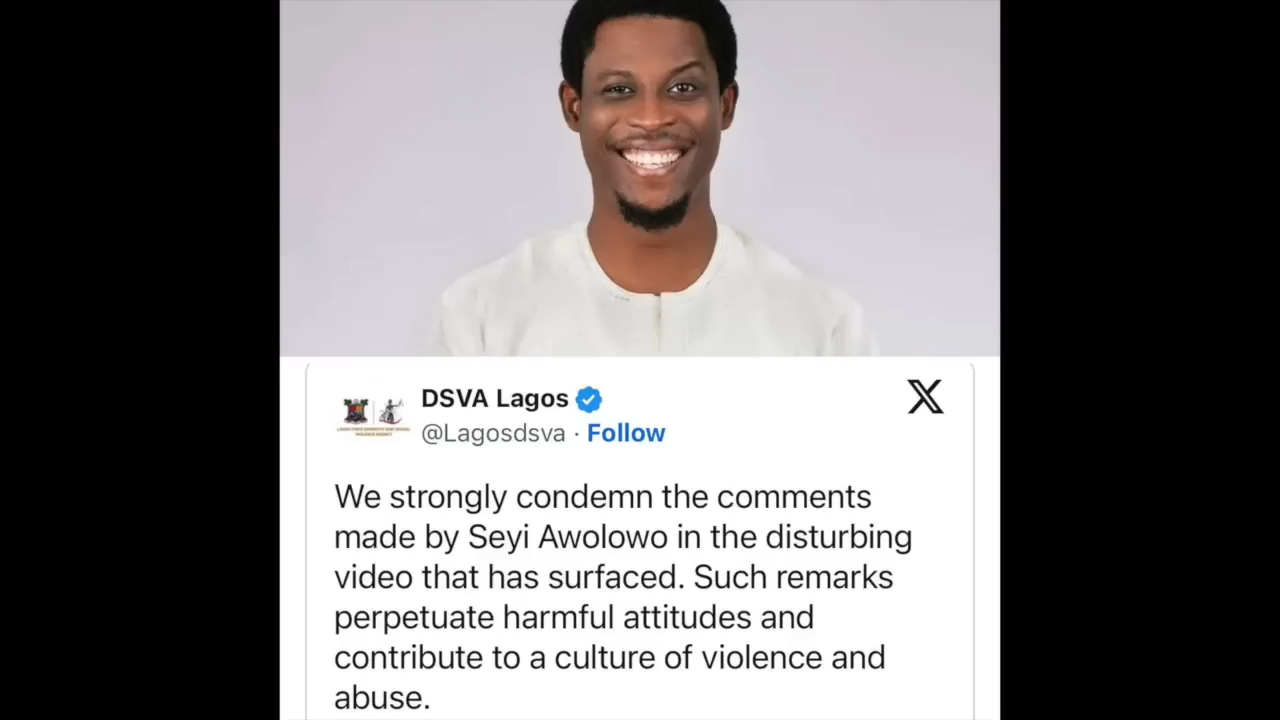 DSVA Lagos
@Lagosdsva · Follow
We strongly condemn the comments
made by Seyi Awolowo in the disturbing
video that has surfaced. Such remarks
perpetuate harmful attitudes and
contribute to a culture of violence and
abuse.